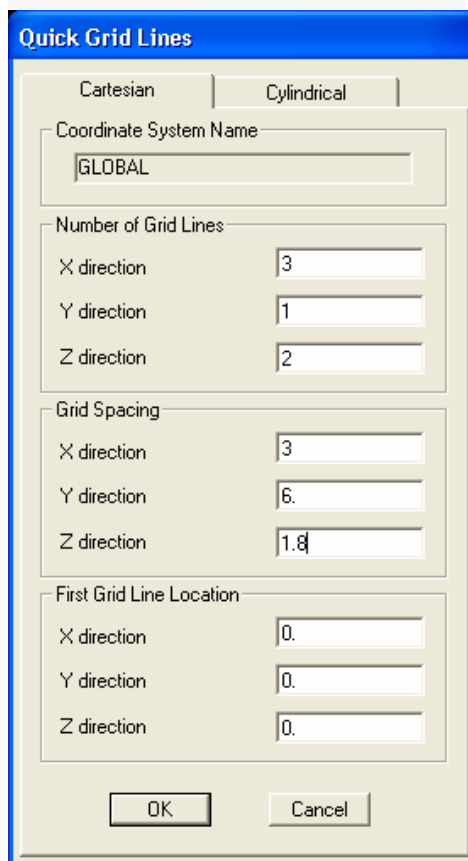 Quick Grid Lines
Cartesian Cylindrical
Coordinate System Name
GLOBAL
Number of Grid Lines
X direction 3
Y direction 1
Z direction 2
Grid Spacing
X direction 3
Y direction 6.
Z direction 1.8
First Grid Line Location
X direction 0.
Y direction 0.
Z direction 0.
OK Cancel